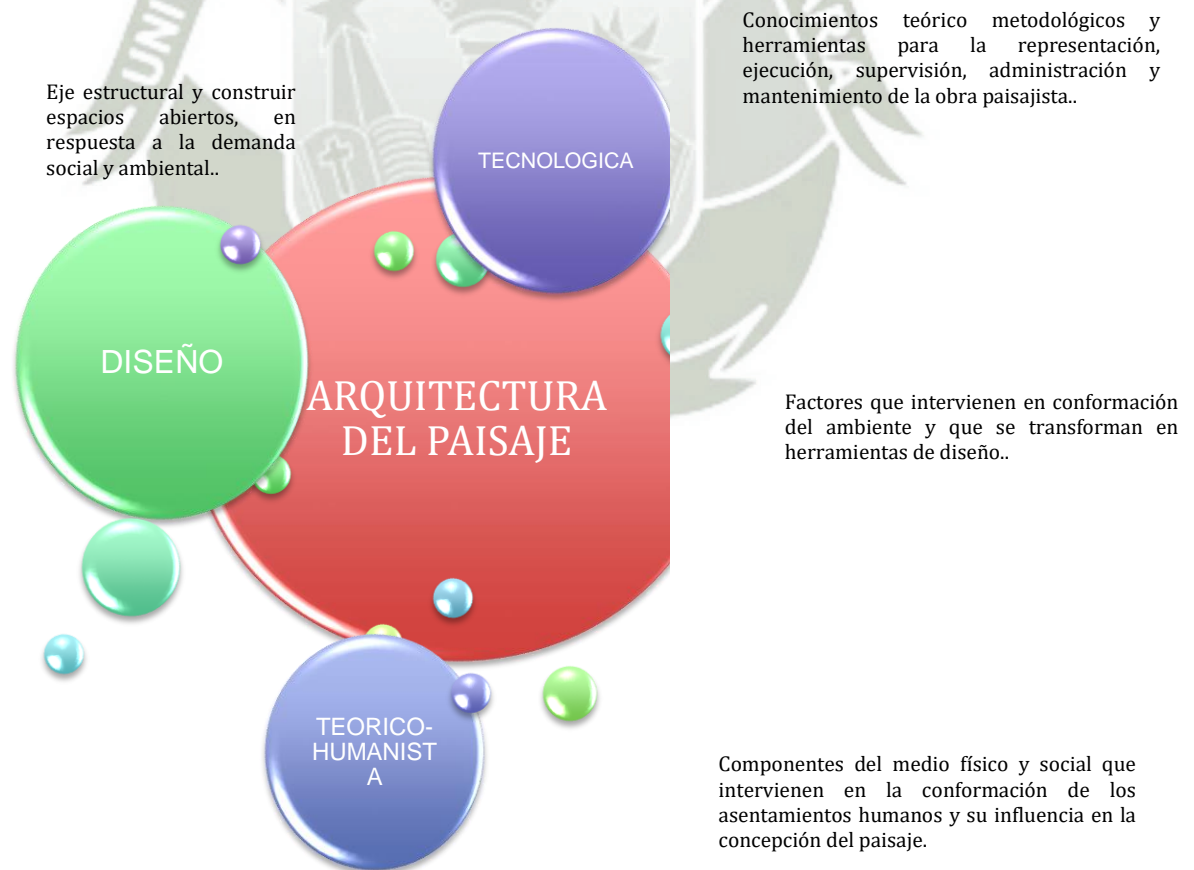 Conocimientos teórico metodológicos y
herramientas para la representación,
ejecución, supervisión, administración y
mantenimiento de la obra paisajista..
Eje estructural y construir
espacios abiertos, en
respuesta a la demanda
social y ambiental..
TECNOLOGICA
DISEÑO
ARQUITECTURA
DEL PAISAJE
Factores que intervienen en conformación
del ambiente y que se transforman en
herramientas de diseño..
TEORICO-
HUMANIST
A
Componentes del medio físico y social que
intervienen en la conformación de los
asentamientos humanos y su influencia en la
concepción del paisaje.
UNI